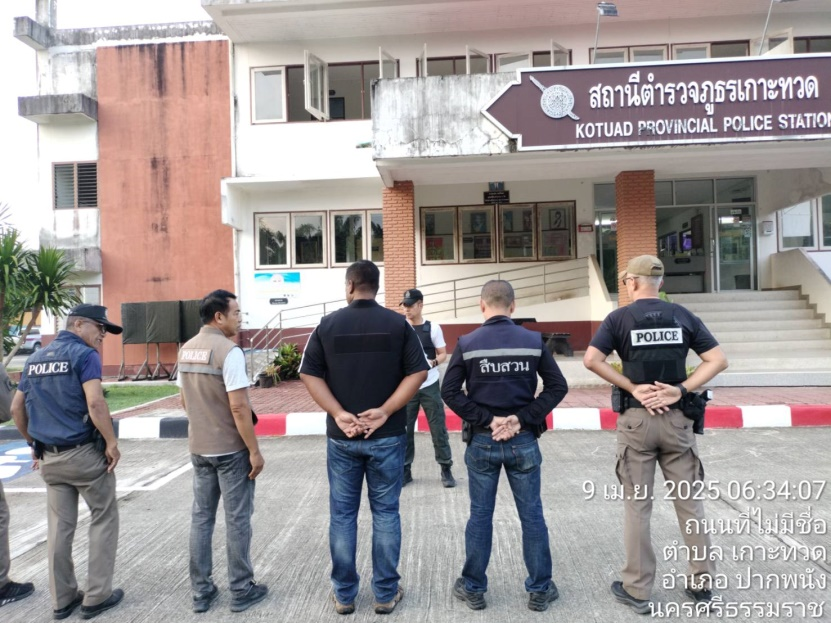 สถานีตำรวจภูธรเกาะทวด
KOTUAD PROVINCIAL POLICE STATION
POLICE
POLICE
สืบสวน
POLICE
9 เม.ย. 2025 06:34:07
ถนนที่ไม่มีชื่อ
ตำบล เกาะทวด
อำเภอ ปากพนัง
นครศรีธรรมราช